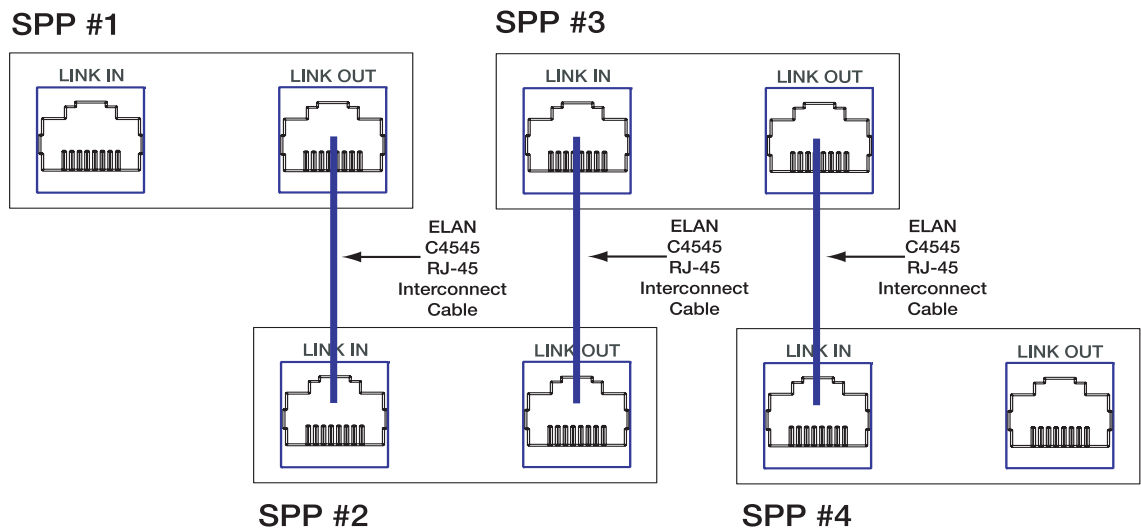 SPP #1
SPP #3
LINK IN
LINK OUT
LINK IN
LINK OUT
ELAN
C4545
RJ-45
Interconnect
Cable
ELAN
C4545
RJ-45
Interconnect
Cable
ELAN
C4545
RJ-45
Interconnect
Cable
LINK IN
LINK OUT
LINK IN
LINK OUT
SPP #2
SPP #4